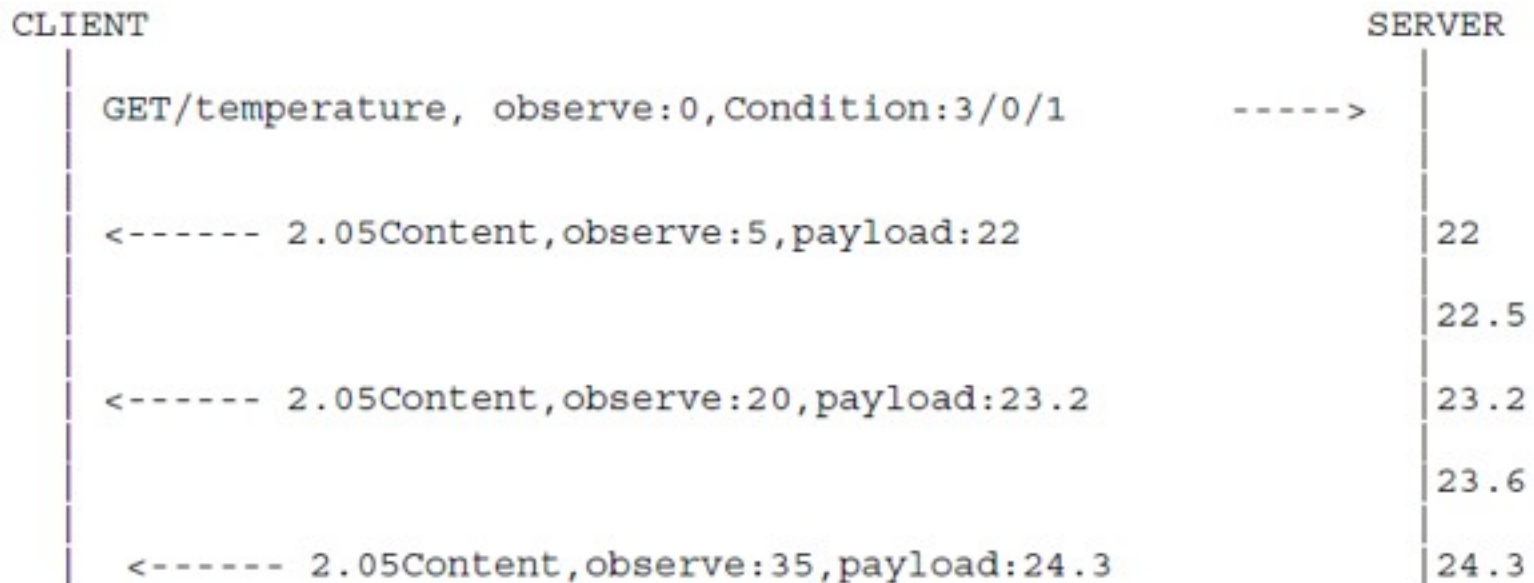 CLIENT SERVER
GET/temperature, observe:0,Condition:3/0/1 ----->
<------ 2.05Content,observe:5,payload:22 22
22.5
<------ 2.05Content,observe:20,payload:23.2 23.2
23.6
<------ 2.05Content,observe:35,payload:24.3 24.3